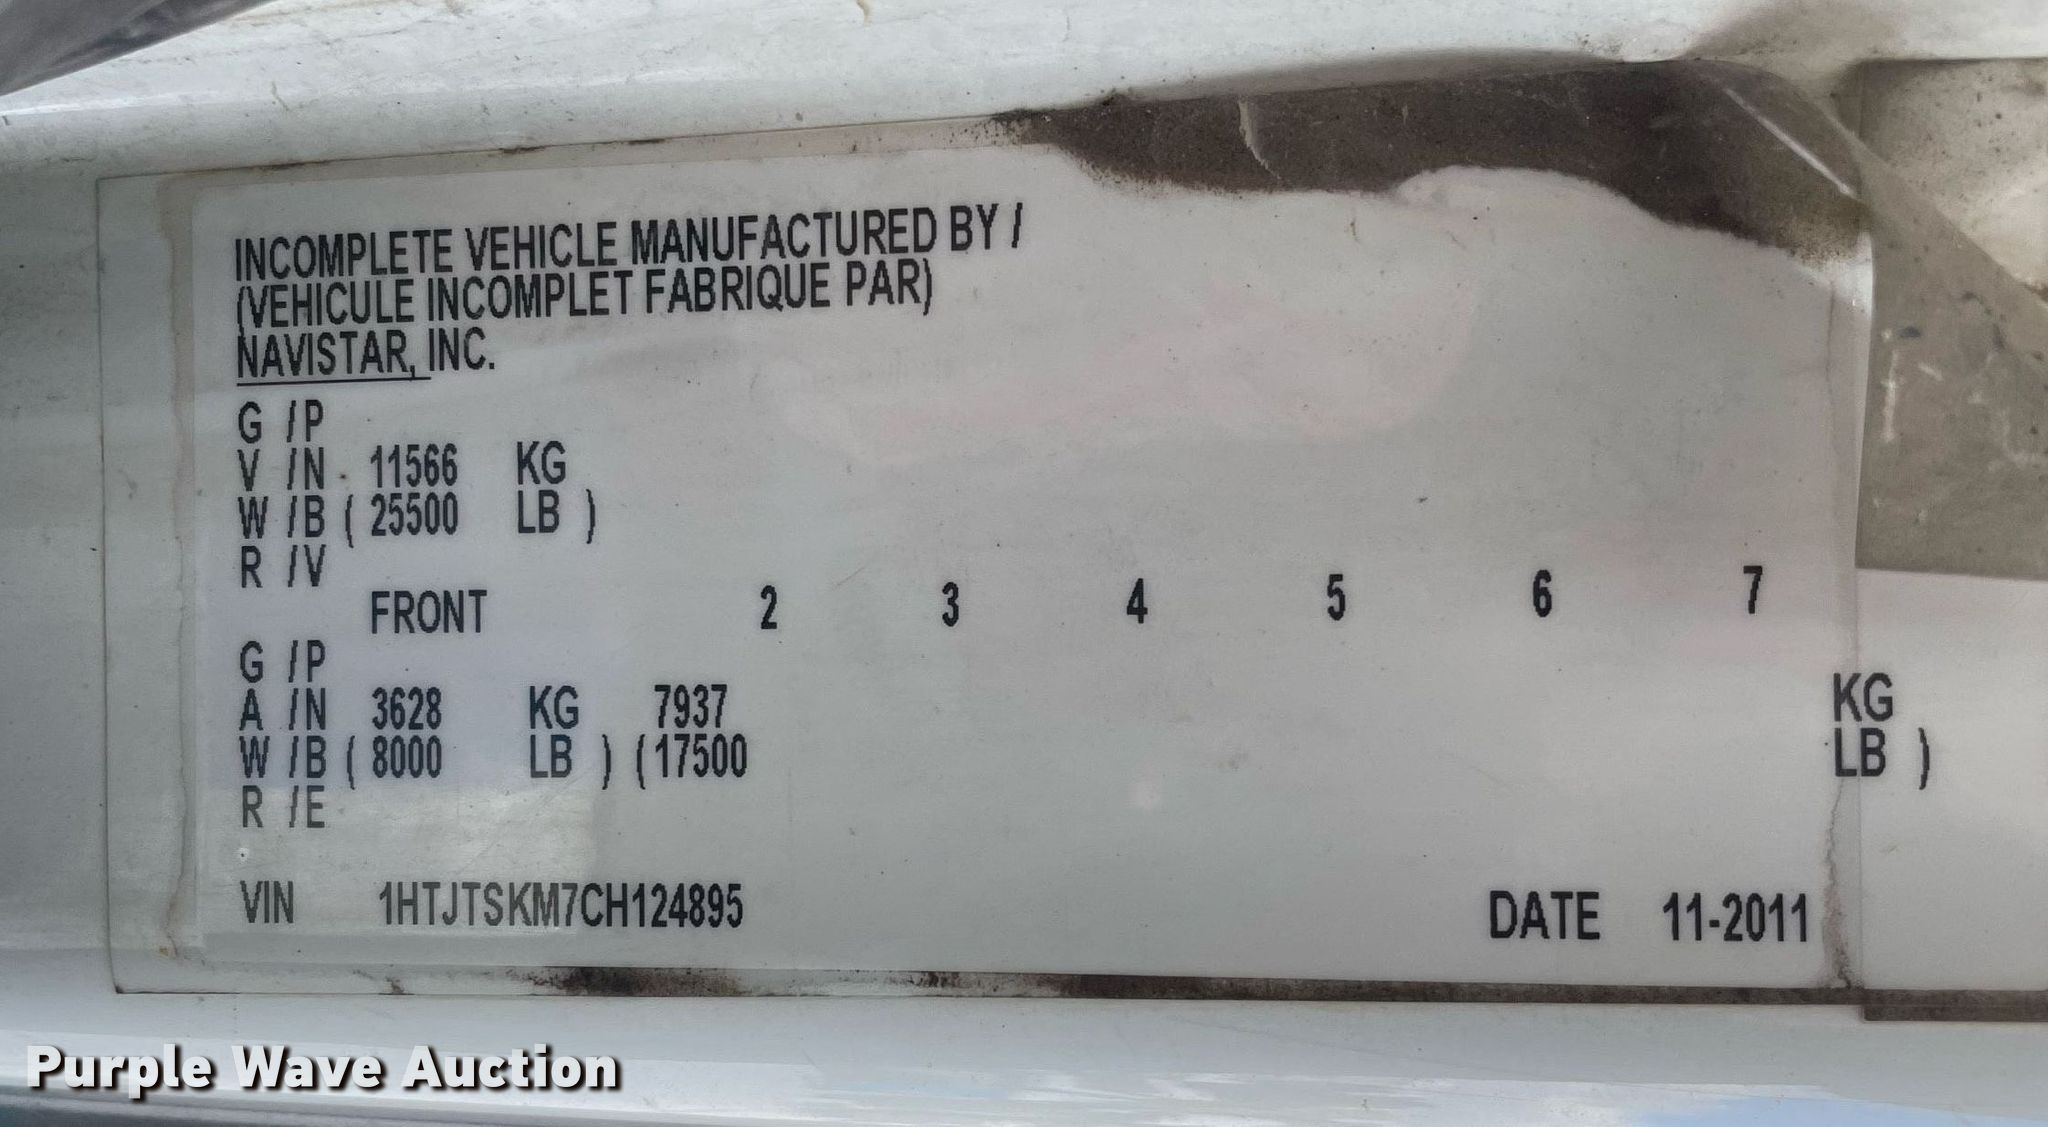 INCOMPLETE VEHICLE MANUFACTURED BY /
(VEHICULE INCOMPLET FABRIQUE PAR)
NAVISTAR, INC.
G /P
V /N 11566 KG
W /B ( 25500 LB )
R /V
FRONT 2 3 4 5 6 7
G /P
A /N 3628 KG 7937 KG
W /B ( 8000 LB ) ( 17500 LB )
R /E
VIN 1HTJTSKM7CH124895 DATE 11-2011
Purple Wave Auction